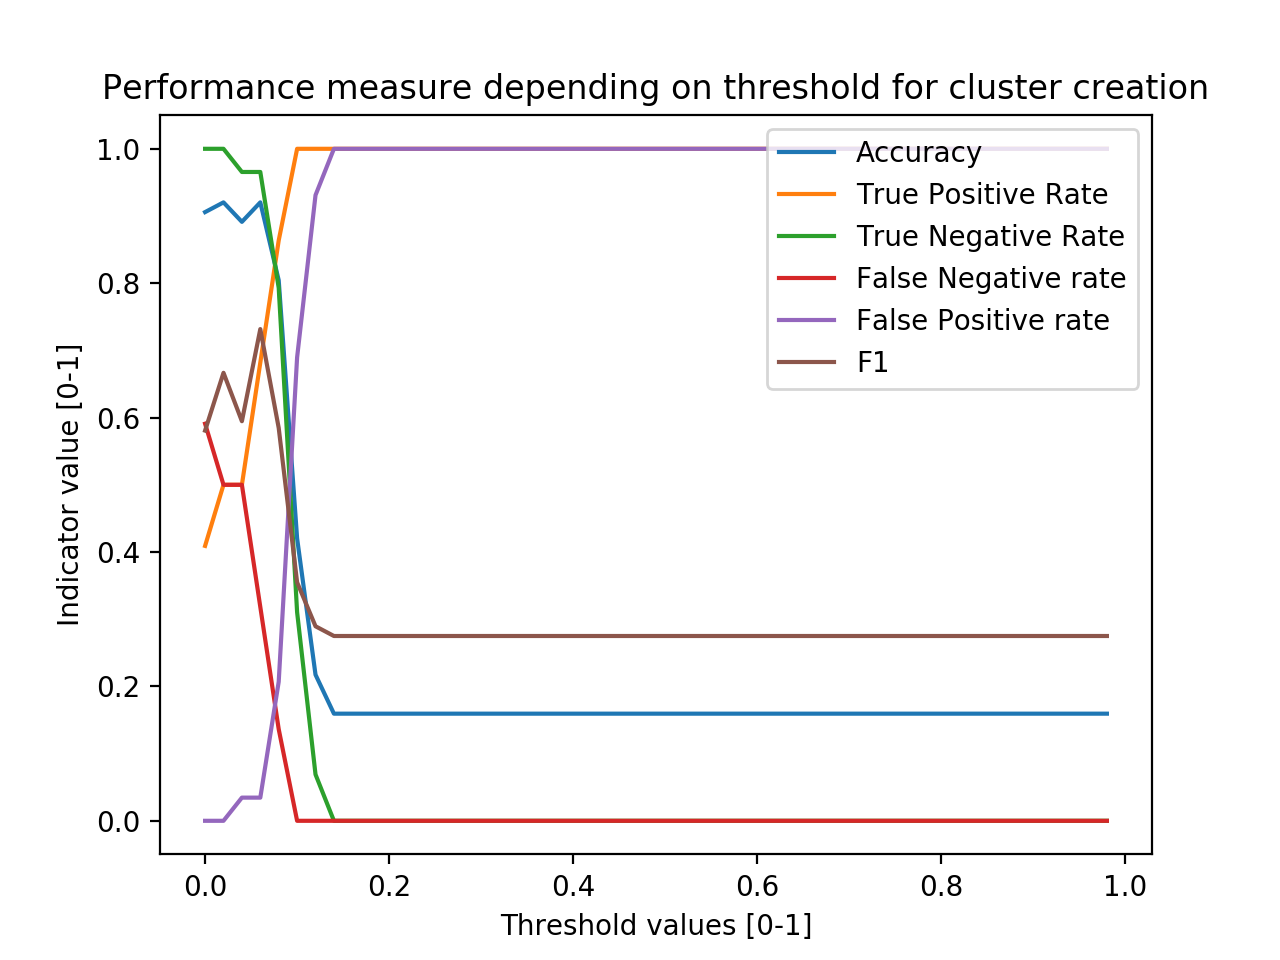 Performance measure depending on threshold for cluster creation
1.0
0.8
0.6
0.4
0.2
0.0
Indicator value [0-1]
Accuracy
True Positive Rate
True Negative Rate
False Negative rate
False Positive rate
F1
0.0 0.2 0.4 0.6 0.8 1.0
Threshold values [0-1]